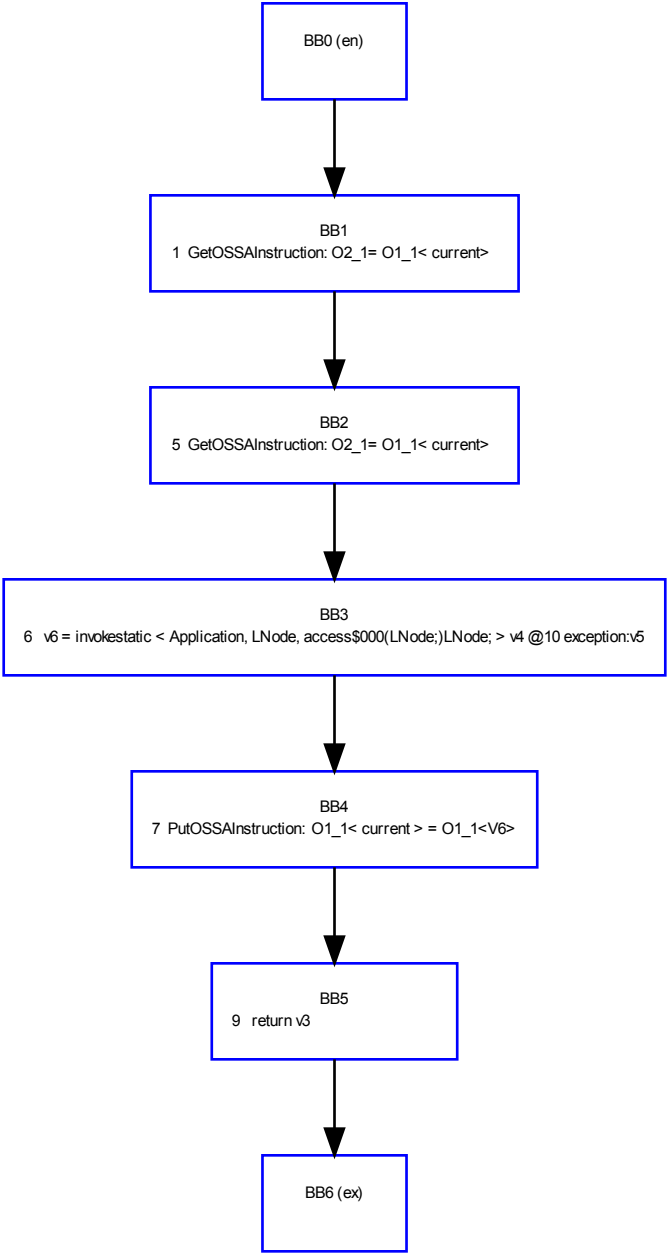 BB0 (en)
BB1
1 GetOSSAInstruction: O2_1= O1_1< current>
BB2
5 GetOSSAInstruction: O2_1= O1_1< current>
BB3
6 v6 = invokestatic < Application, LNode, access$000(LNode;)LNode; > v4 @10 exception:v5
BB4
7 PutOSSAInstruction: O1_1< current > = O1_1<V6>
BB5
9 return v3
BB6 (ex)